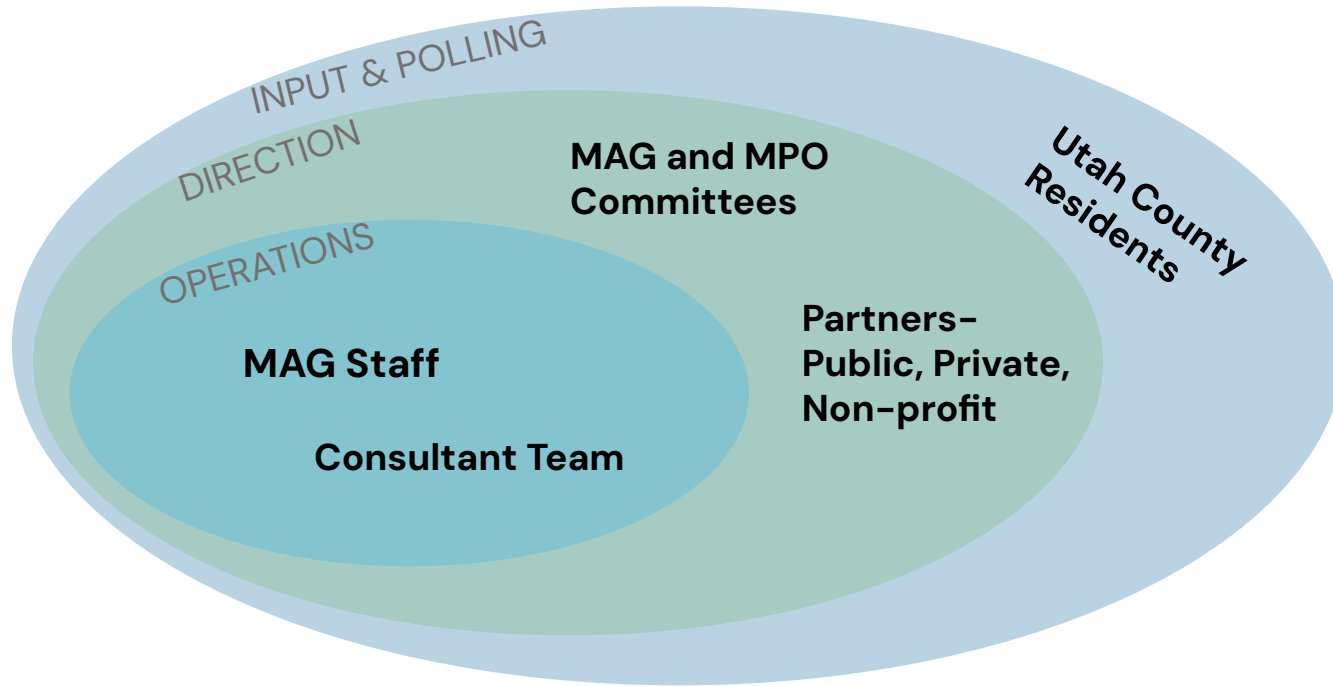 INPUT & POLLING
DIRECTION
OPERATIONS
MAG and MPO
Committees
Utah County
Residents
Partners-
Public, Private,
Non-profit
MAG Staff
Consultant Team